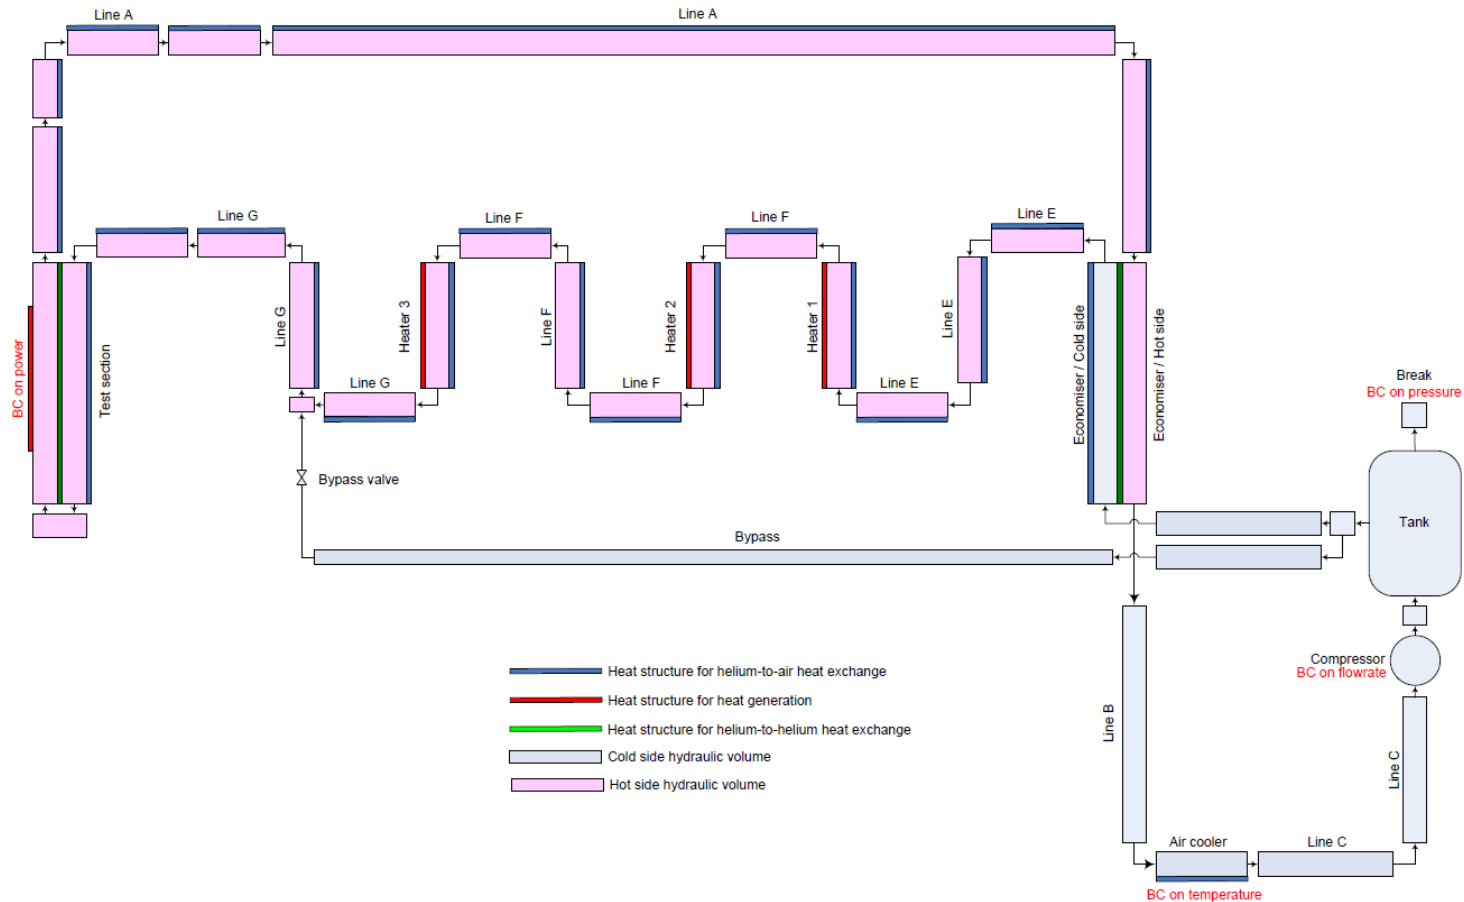 Line A
Line A
Line G
Line F
Line F
Line E
BC on power
Test section
Line G
Heater 3
Line F
Heater 2
Heater 1
Line E
Economiser / Cold side
Economiser / Hot side
Line G
Line F
Line E
Break
BC on pressure
Bypass valve
Tank
Bypass
Heat structure for helium-to-air heat exchange
Heat structure for heat generation
Heat structure for helium-to-helium heat exchange
Cold side hydraulic volume
Hot side hydraulic volume
Compressor
BC on flowrate
Line B
Line C
Air cooler
Line C
BC on temperature